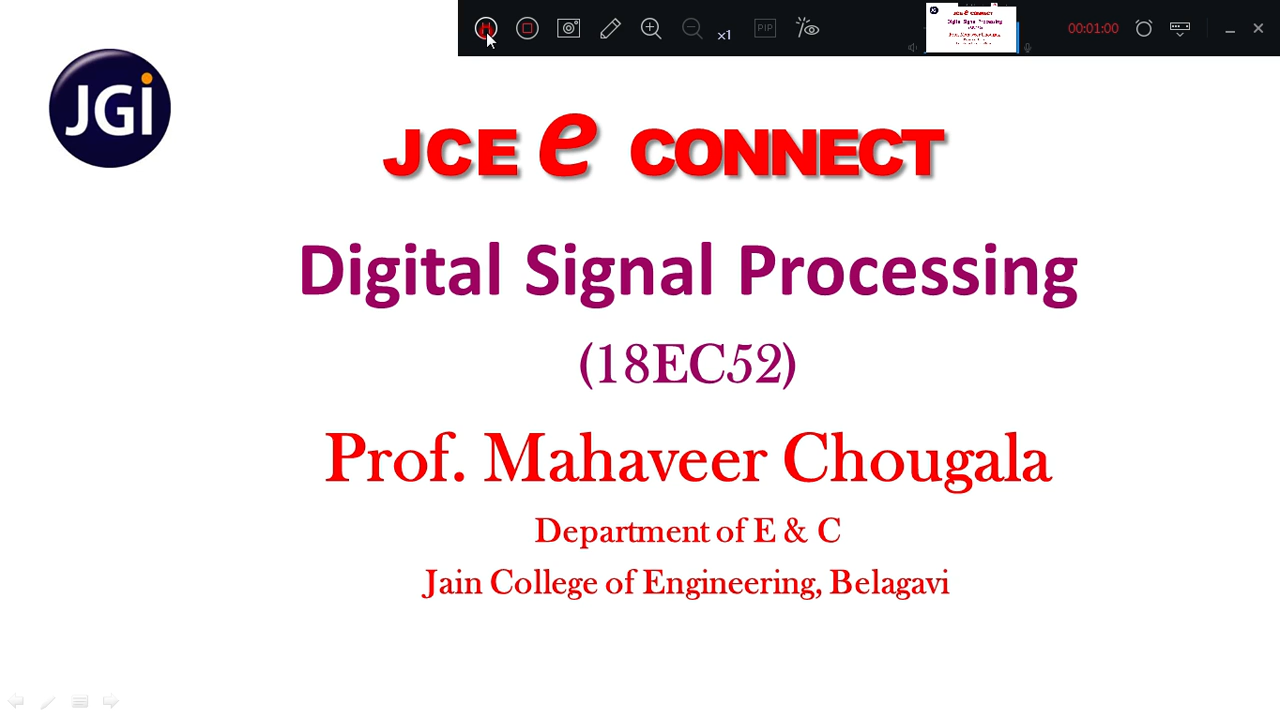 x1
PIP
00:01:00
JGi
JCE e CONNECT
Digital Signal Processing
(18EC52)
Prof. Mahaveer Chougala
Department of E & C
Jain College of Engineering, Belagavi